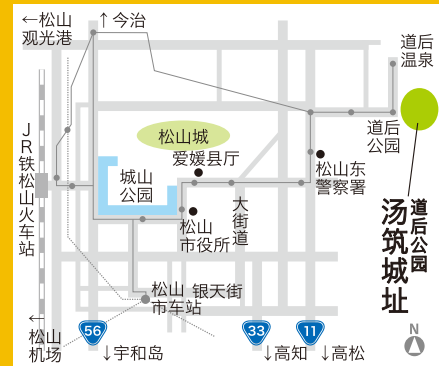 ←松山
观光港
↑今治
道后
温泉
松山城
爱媛县厅
道后
公园
JR铁松山火车站
城山
公园
松山东
警察署
大街道
松山
市役所
道后公园
汤筑城址
松山
市车站
银天街
←
松山
机场
56
↓宇和岛
33
↓高知
11
↓高松
N